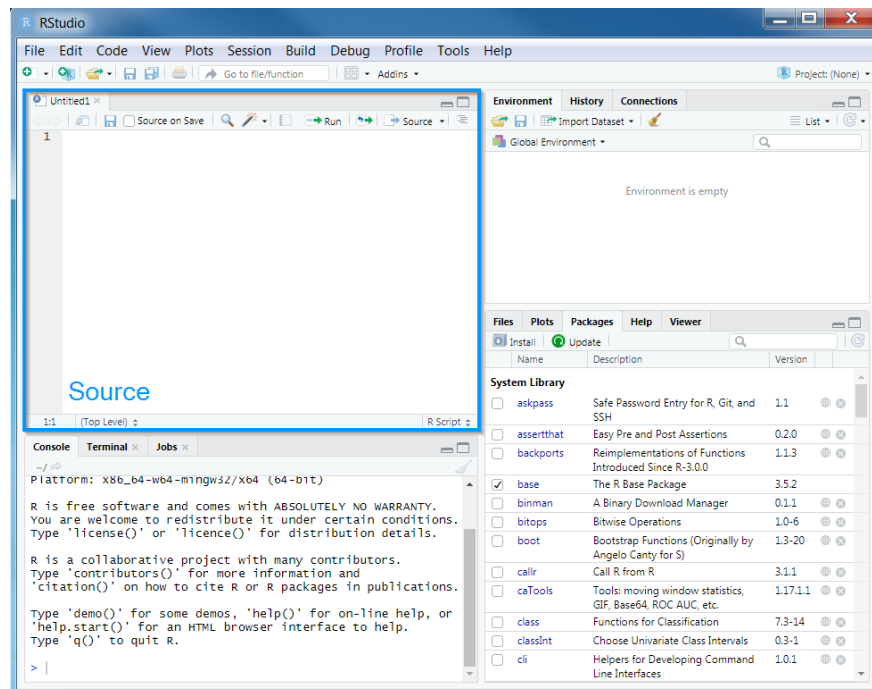 RStudio
File Edit Code View Plots Session Build Debug Profile Tools Help
Go to file/function Addins Project: (None)
Untitled1
Source on Save Run Source
1
Source
1:1 (Top Level) R Script
Console Terminal Jobs
~/
Platform: x86_64-w64-mingw32/x64 (64-bit)
R is free software and comes with ABSOLUTELY NO WARRANTY.
You are welcome to redistribute it under certain conditions.
Type 'license()' or 'licence()' for distribution details.
R is a collaborative project with many contributors.
Type 'contributors()' for more information and
'citation()' on how to cite R or R packages in publications.
Type 'demo()' for some demos, 'help()' for on-line help, or
'help.start()' for an HTML browser interface to help.
Type 'q()' to quit R.
>
Environment History Connections
Import Dataset List
Global Environment
Environment is empty
Files Plots Packages Help Viewer
Install Update
Name Description Version
System Library
askpass Safe Password Entry for R, Git, and 1.1
SSH
assertthat Easy Pre and Post Assertions 0.2.0
backports Reimplementations of Functions 1.1.3
Introduced Since R-3.0.0
base The R Base Package 3.5.2
binman A Binary Download Manager 0.1.1
bitops Bitwise Operations 1.0-6
boot Bootstrap Functions (Originally by 1.3-20
Angelo Canty for S)
callr Call R from R 3.1.1
caTools Tools: moving window statistics, 1.17.1.1
GIF, Base64, ROC AUC, etc.
class Functions for Classification 7.3-14
classInt Choose Univariate Class Intervals 0.3-1
cli Helpers for Developing Command 1.0.1
Line Interfaces